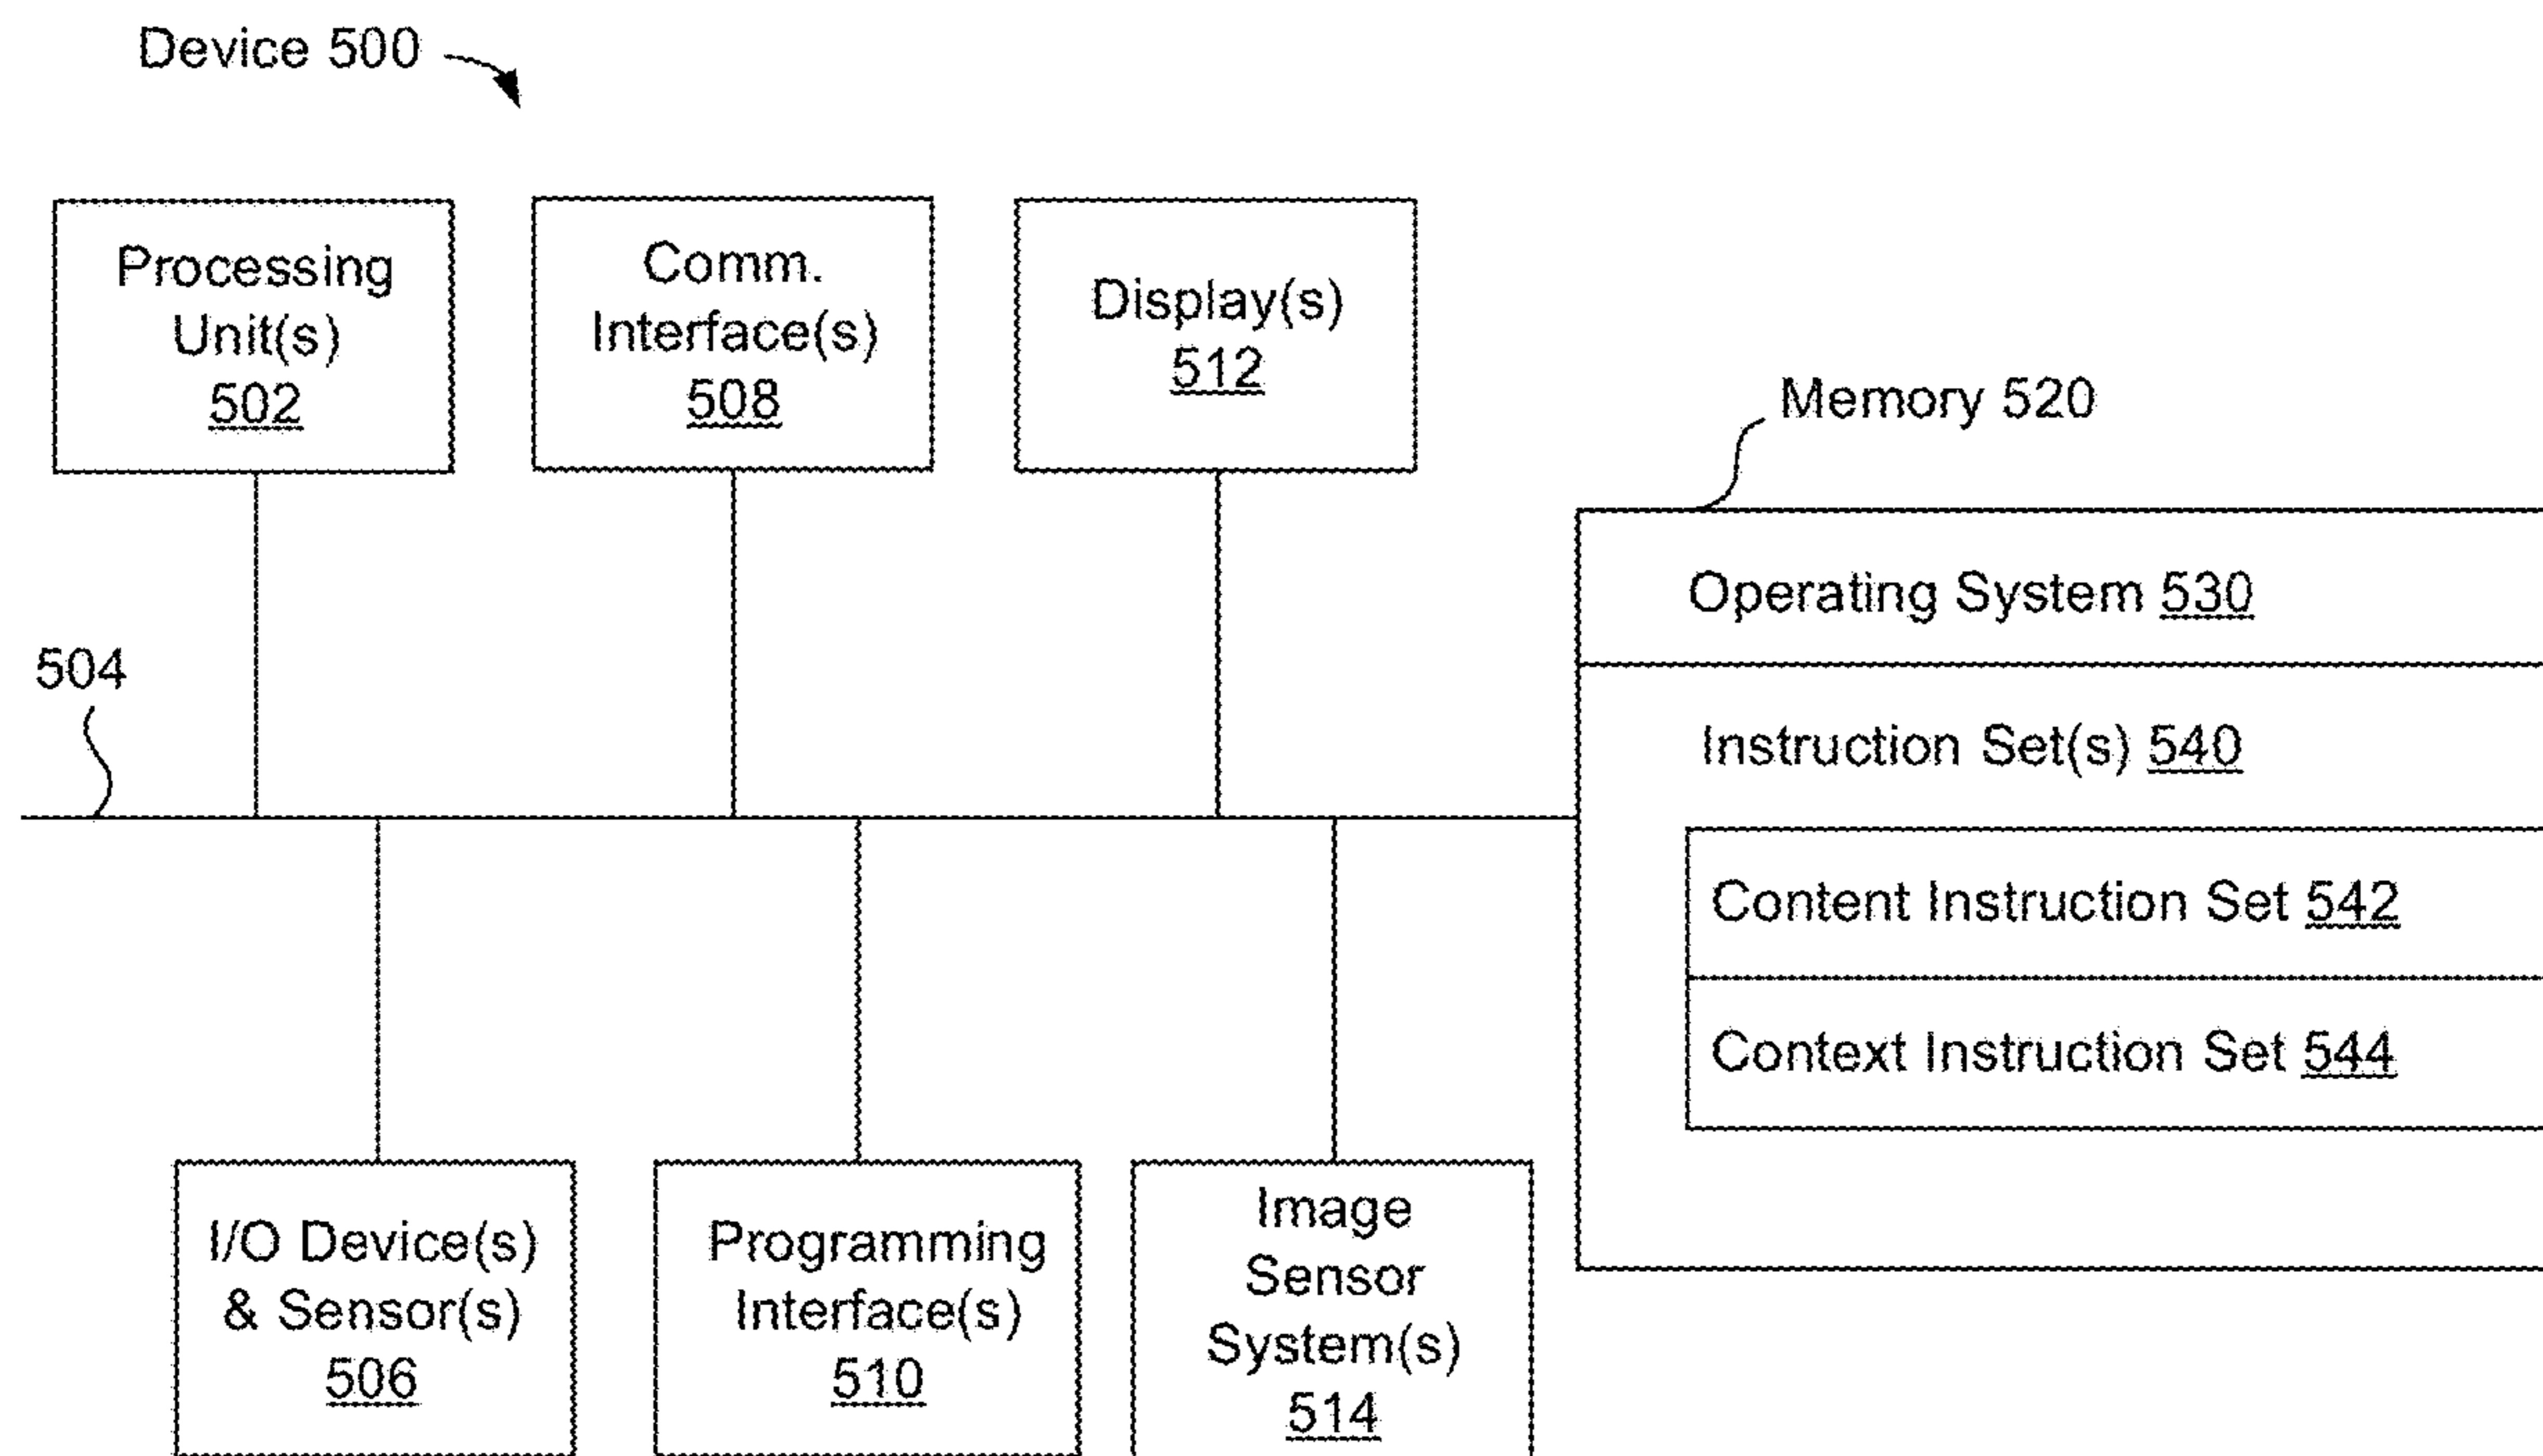 Device 500
Processing
Unit(s)
502
Comm.
Interface(s)
508
Display(s)
512
Memory 520
Operating System 530
504
Instruction Set(s) 540
Content Instruction Set 542
Context Instruction Set 544
I/O Device(s)
& Sensor(s)
506
Programming
Interface(s)
510
Image
Sensor
System(s)
514